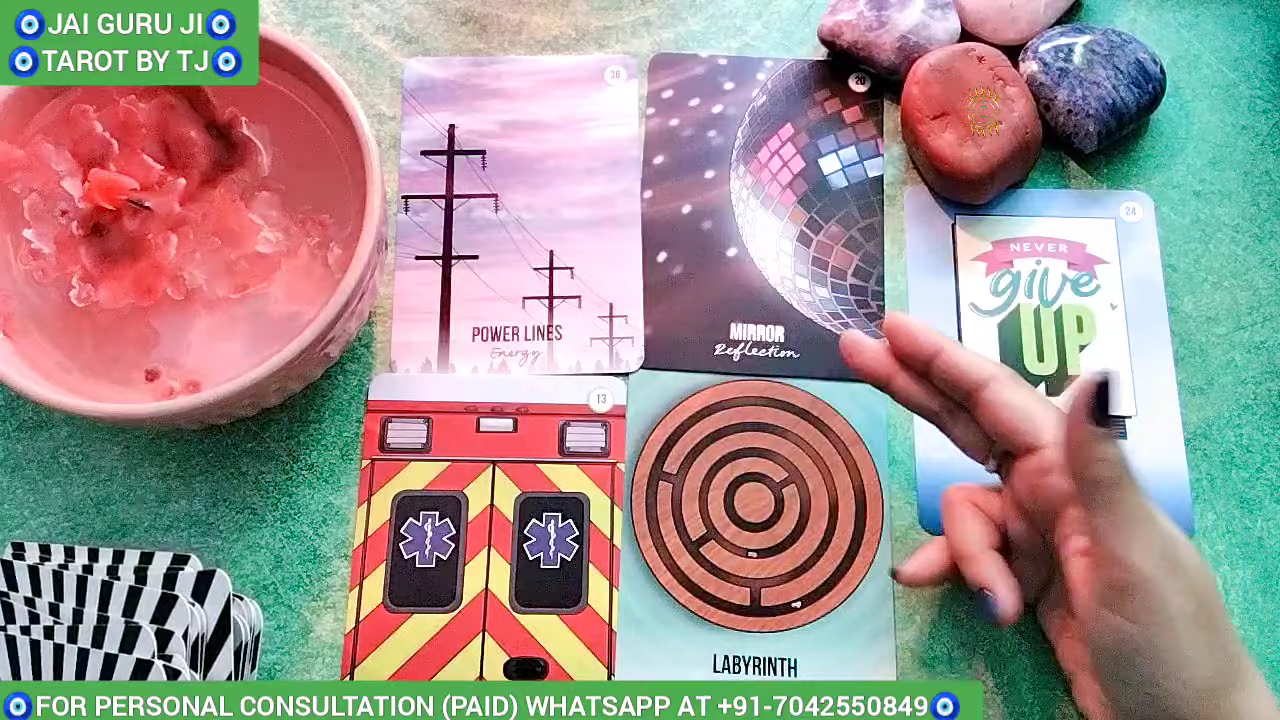 🧿JAI GURU JI🧿
🧿TAROT BY TJ🧿
36
POWER LINES
Energy
20
MIRROR
Reflection
24
NEVER
give
UP
13
LABYRINTH
🧿FOR PERSONAL CONSULTATION (PAID) WHATSAPP AT +91-7042550849🧿